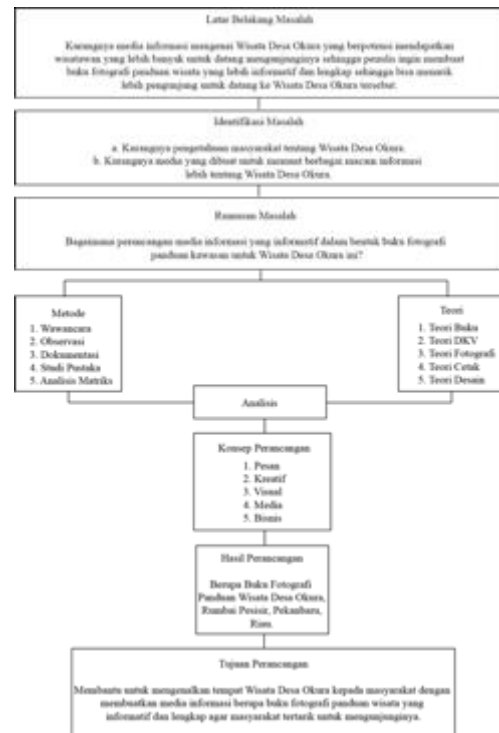 Latar Belakang Masalah
Kurangnya media informasi mengenai Wisata Desa Okura yang berpotensi mendapatkan
wisatawan yang lebih banyak untuk datang mengunjunginya sehingga penulis ingin membuat
buku fotografi panduan wisata yang lebih informatif dan lengkap sehingga bisa menarik
lebih pengunjung untuk datang ke Wisata Desa Okura tersebut.
Identifikasi Masalah
a. Kurangnya pengetahuan masyarakat tentang Wisata Desa Okura.
b. Kurangnya media yang dibuat untuk memuat berbagai macam informasi
lebih tentang Wisata Desa Okura.
Rumusan Masalah
Bagaimana perancangan media informasi yang informatif dalam bentuk buku fotografi
panduan kawasan untuk Wisata Desa Okura ini?
Metode
1. Wawancara
2. Observasi
3. Dokumentasi
4. Studi Pustaka
5. Analisis Matriks
Teori
1. Teori Buku
2. Teori DKV
3. Teori Fotografi
4. Teori Cetak
5. Teori Desain
Analisis
Konsep Perancangan
1. Pesan
2. Kreatif
3. Visual
4. Media
5. Bisnis
Hasil Perancangan
Berupa Buku Fotografi
Panduan Wisata Desa Okura,
Rumbai Pesisir, Pekanbaru,
Riau.
Tujuan Perancangan
Membantu untuk mengenalkan tempat Wisata Desa Okura kepada masyarakat dengan
membuatkan media informasi berupa buku fotografi panduan wisata yang
informatif dan lengkap agar masyarakat tertarik untuk mengunjunginya.